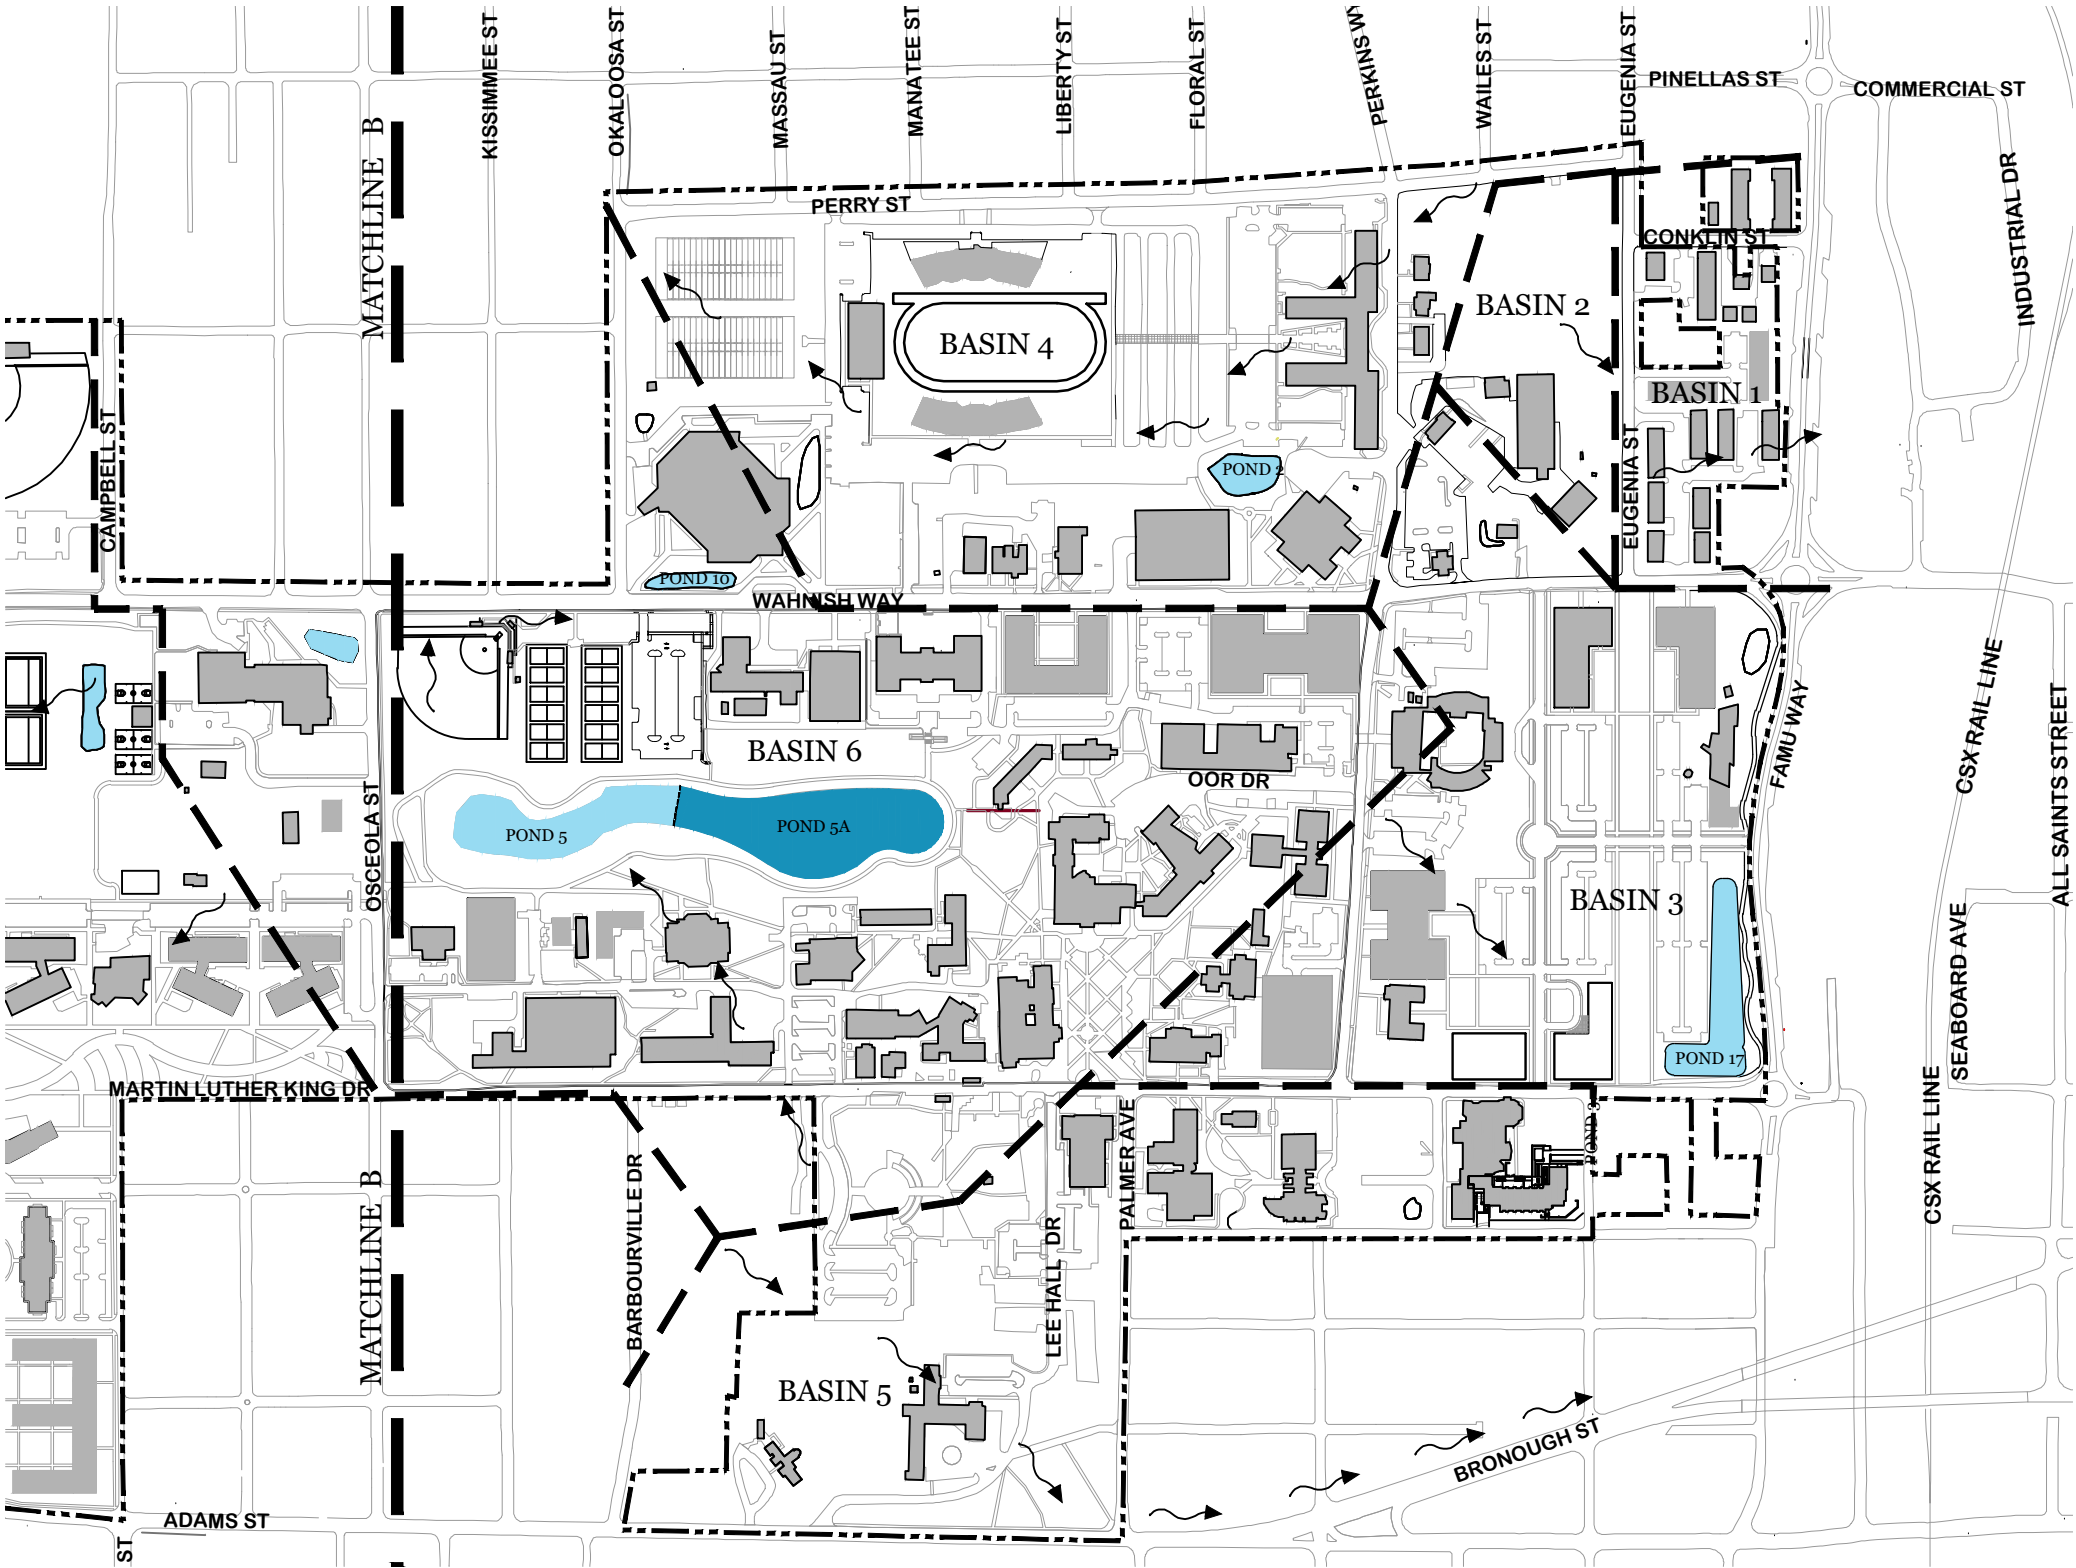 KISSIMMEE ST
OKALOOSA ST
MASSAU ST
MANATEE ST
LIBERTY ST
FLORAL ST
PERKINS W
WAILES ST
EUGENIA ST
PINELLAS ST
COMMERCIAL ST
MATCHLINE B
PERRY ST
INDUSTRIAL DR
CONKLIN ST
BASIN 2
BASIN 4
BASIN 1
CAMPBELL ST
EUGENIA ST
POND 2
POND 10
WAHNISH WAY
CSX RAIL LINE
FAMU WAY
ALL SAINTS STREET
BASIN 6
OOR DR
OSCEOLA ST
POND 5
POND 5A
BASIN 3
SEABOARD AVE
POND 17
MARTIN LUTHER KING DR
CSX RAIL LINE
POND 3
PALMER AVE
MATCHLINE B
BARBOURVILLE DR
LEE HALL DR
BASIN 5
BRONOUGH ST
ADAMS ST
ST